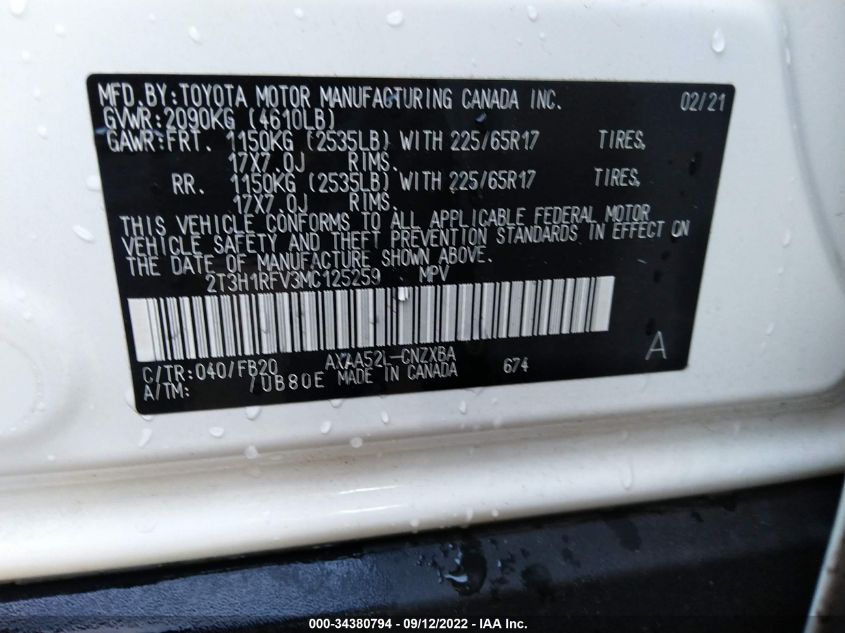 MFD.BY:TOYOTA MOTOR MANUFACTURING CANADA INC. 02/21
GVWR:2090KG (4610LB)
GAWR:FRT. 1150KG (2535LB) WITH 225/65R17 TIRES,
17X7.0J RIMS.
RR. 1150KG (2535LB) WITH 225/65R17 TIRES,
17X7.0J RIMS.
THIS VEHICLE CONFORMS TO ALL APPLICABLE FEDERAL MOTOR
VEHICLE SAFETY AND THEFT PREVENTION STANDARDS IN EFFECT ON
THE DATE OF MANUFACTURE SHOWN ABOVE.
2T3H1RFV3MC125259 MPV
C/TR:040/FB20 AXAA52L-CNZXBA A
A/TM: /UB80E MADE IN CANADA 674
000-34380794 - 09/12/2022 - IAA Inc.